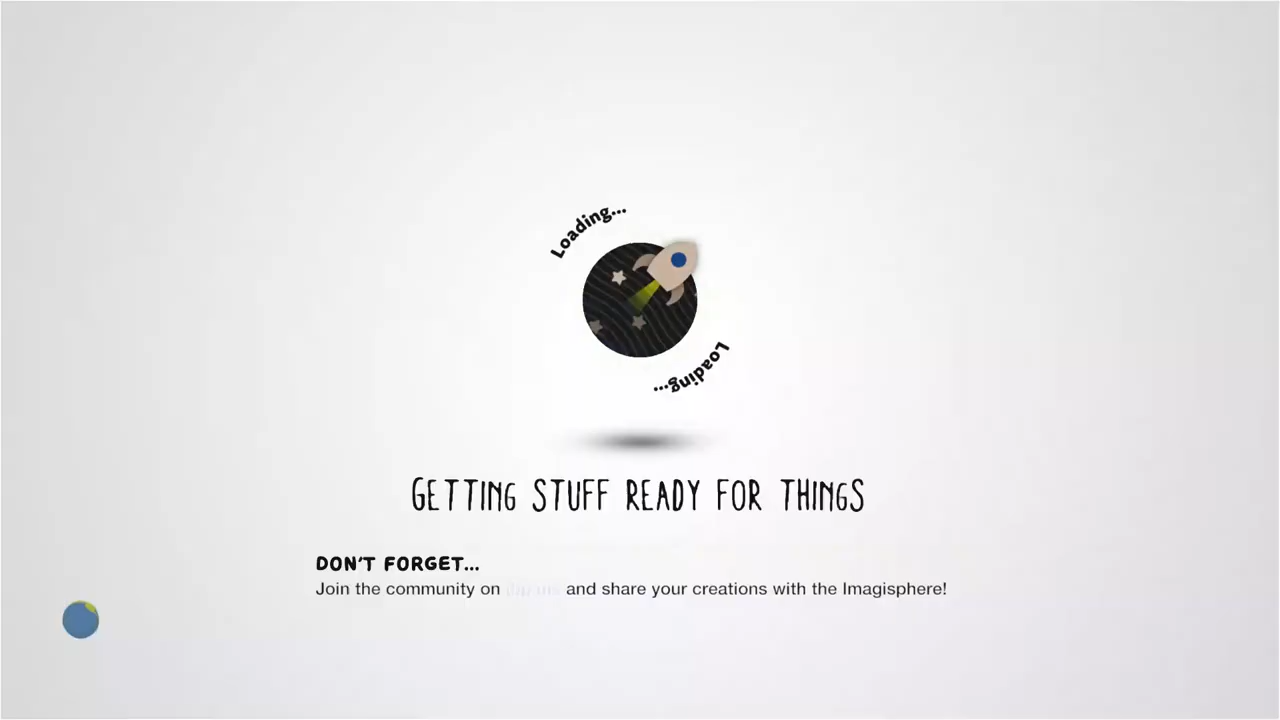 Loading...
Loading...
GETTING STUFF READY FOR THINGS
DON'T FORGET...
Join the community on and share your creations with the Imagisphere!